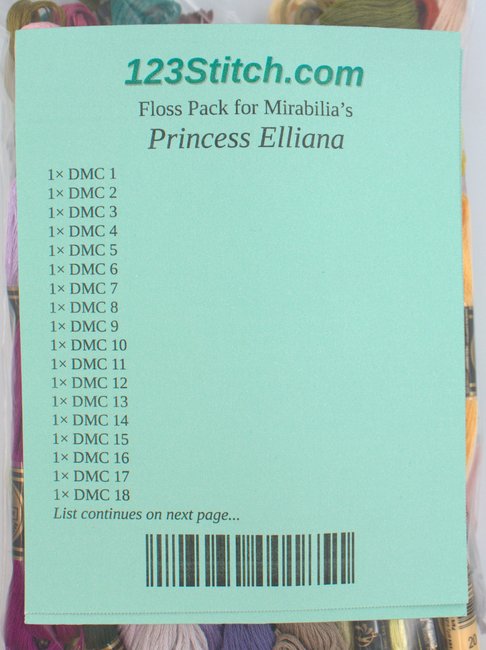 123Stitch.com
Floss Pack for Mirabilia's
Princess Elliana
1× DMC 1
1× DMC 2
1× DMC 3
1× DMC 4
1× DMC 5
1× DMC 6
1× DMC 7
1× DMC 8
1× DMC 9
1× DMC 10
1× DMC 11
1× DMC 12
1× DMC 13
1× DMC 14
1× DMC 15
1× DMC 16
1× DMC 17
1× DMC 18
List continues on next page...
20